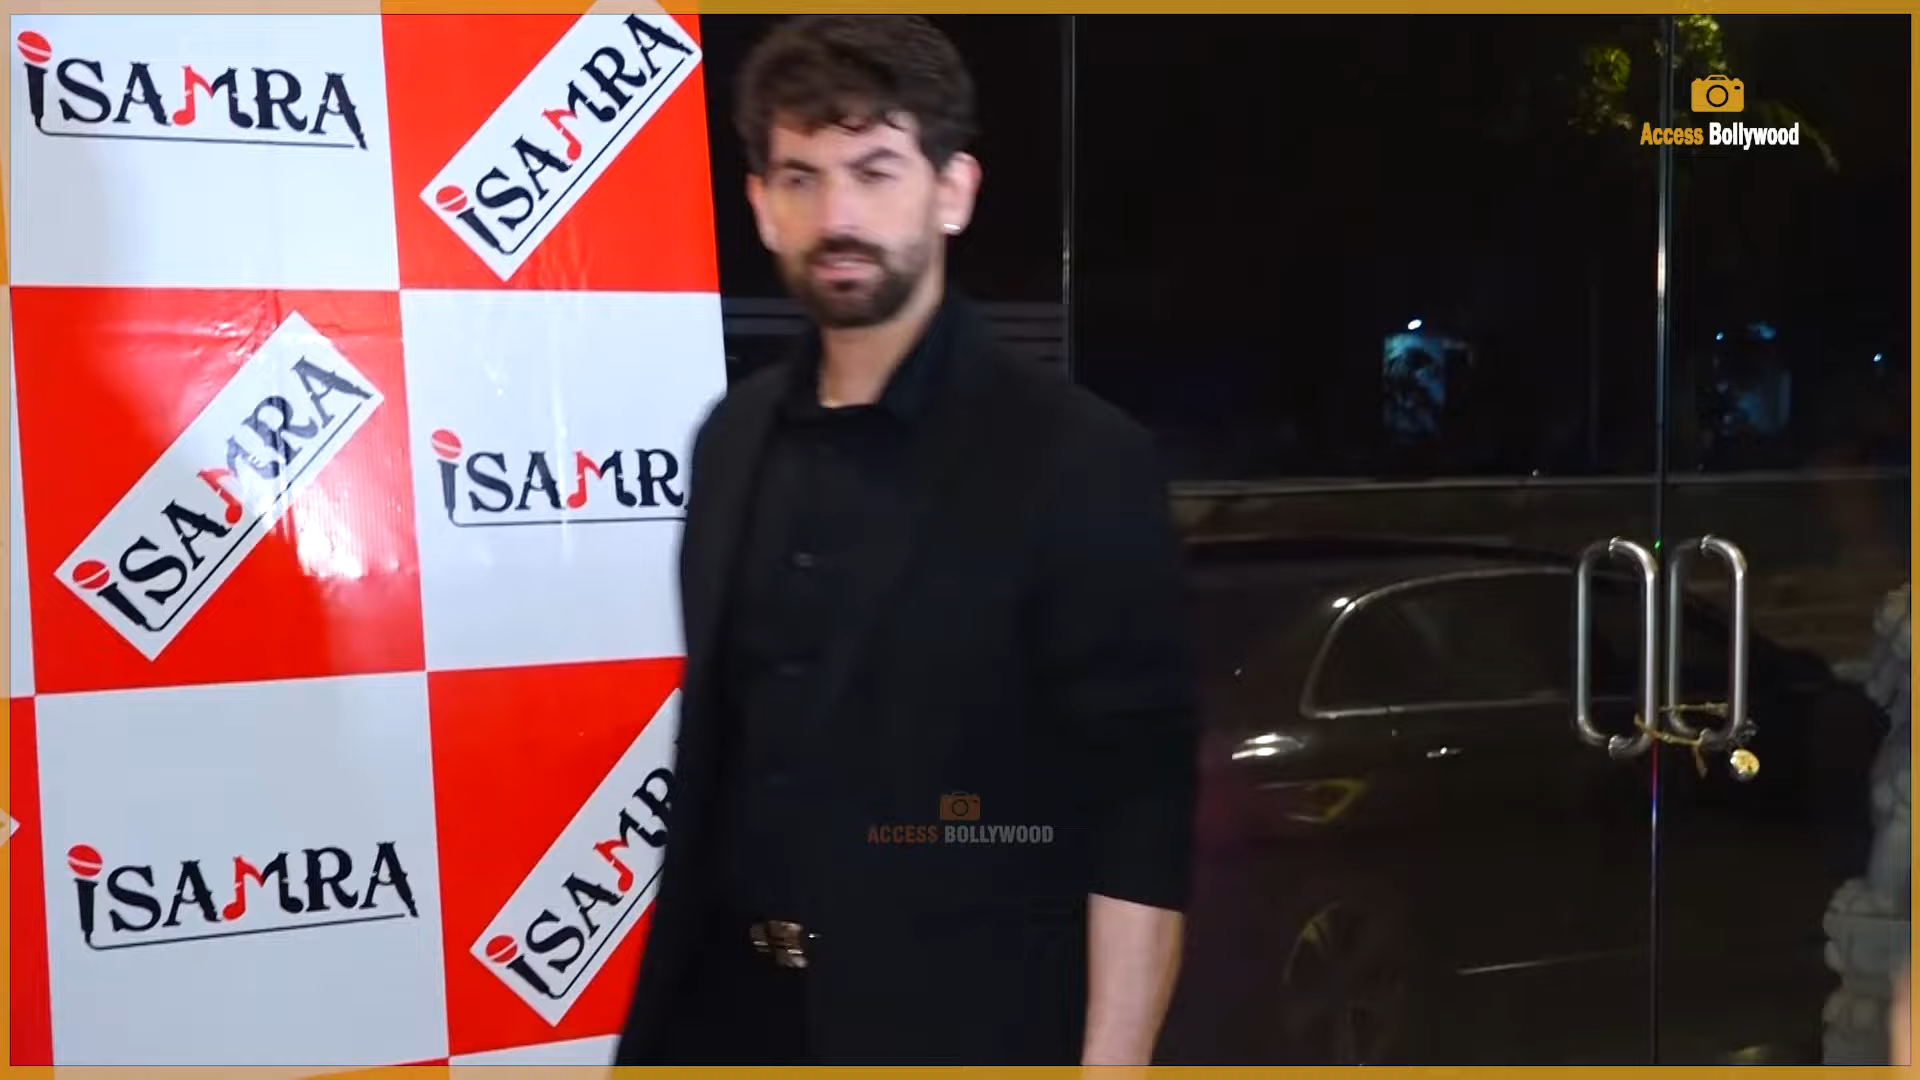 iSAMRA
iSAMRA
Access Bollywood
iSAMRA
iSAMR
iSAMRA
iSAMR
ACCESS BOLLYWOOD